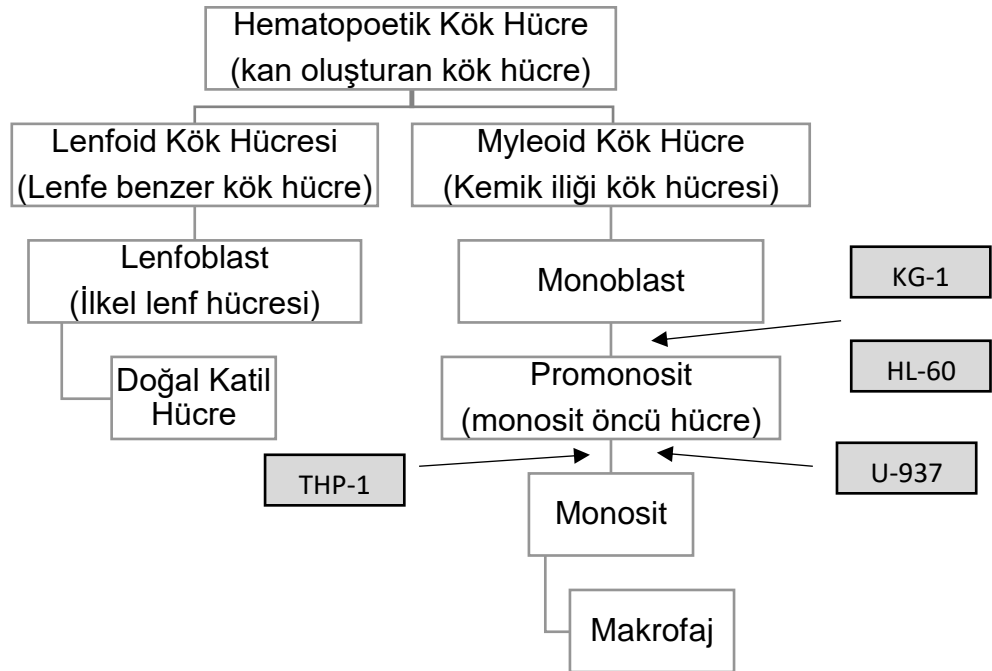 Hematopoetik Kök Hücre
(kan oluşturan kök hücre)
Lenfoid Kök Hücresi
(Lenfe benzer kök hücre)
Myleoid Kök Hücre
(Kemik iliği kök hücresi)
Lenfoblast
(İlkel lenf hücresi)
Monoblast
KG-1
Doğal Katil
Hücre
Promonosit
(monosit öncü hücre)
HL-60
THP-1
U-937
Monosit
Makrofaj